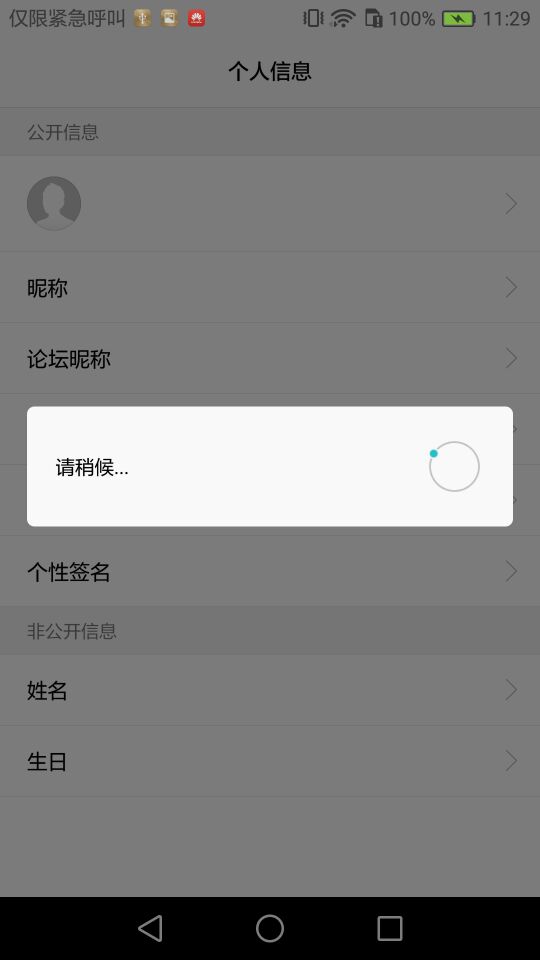 仅限紧急呼叫 100% 11:29
个人信息
公开信息
昵称
论坛昵称
请稍候...
个性签名
非公开信息
姓名
生日